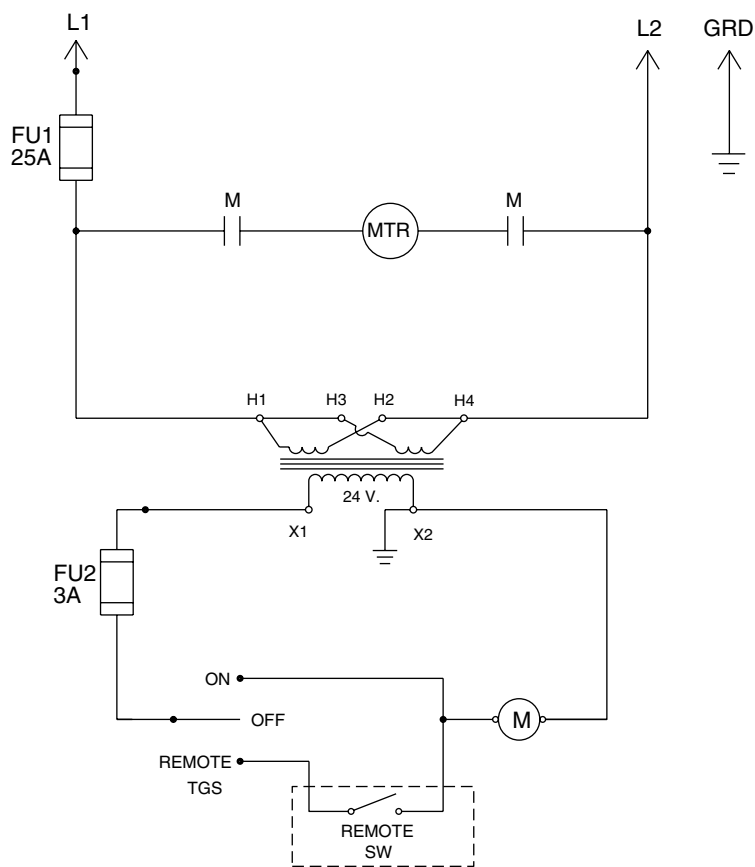 L1
L2
GRD
FU1
25A
M
MTR
M
H1
H3
H2
H4
24 V.
X1
X2
FU2
3A
ON
OFF
M
REMOTE
TGS
REMOTE
SW